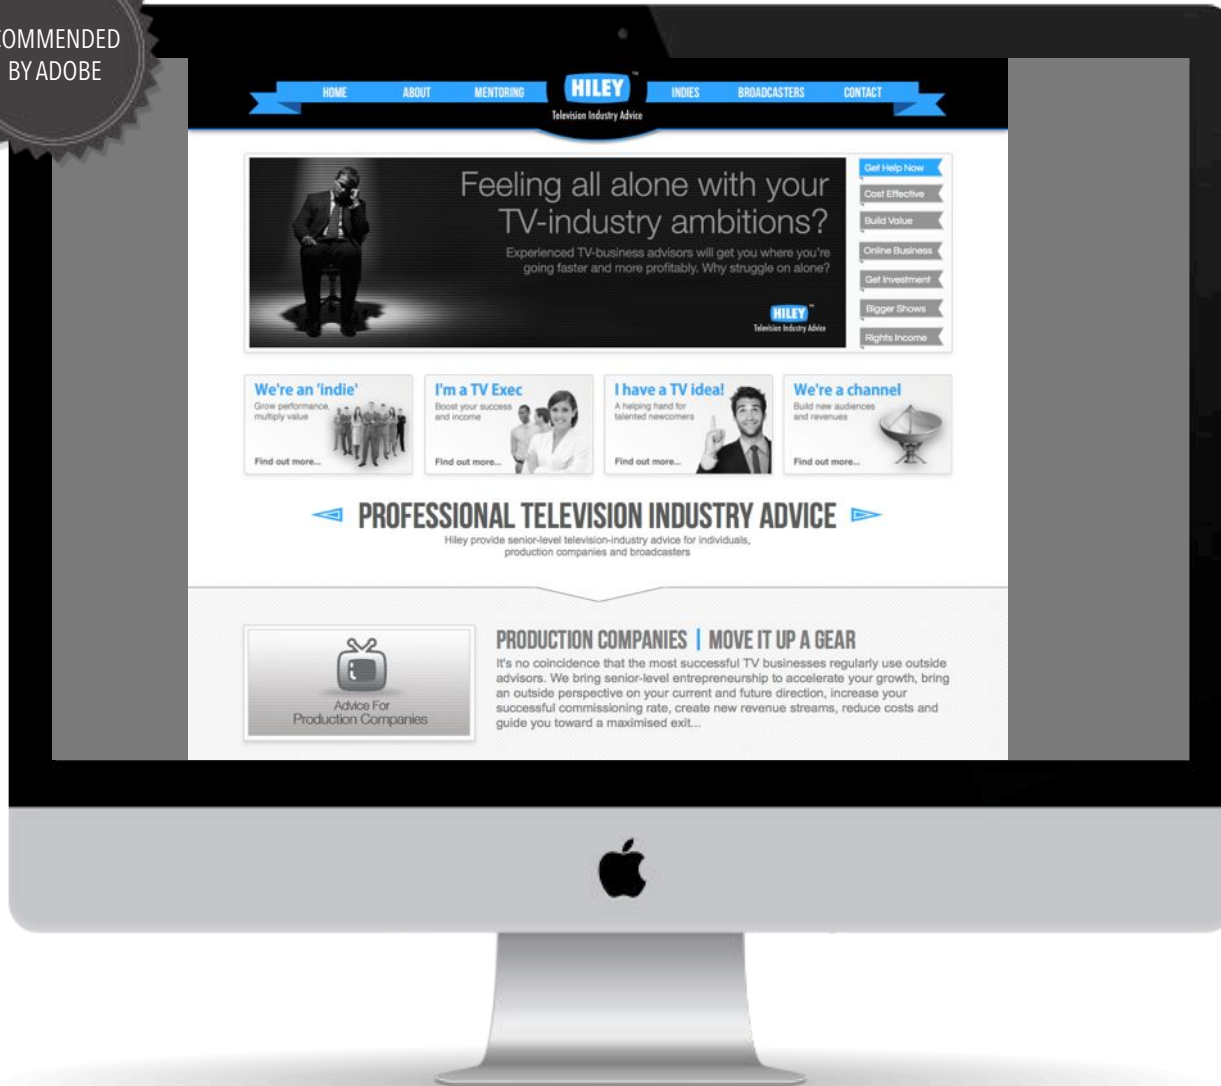 COMMENDED
BY ADOBE
HOME ABOUT MENTORING HILEY ™ INDIES BROADCASTERS CONTACT
Television Industry Advice
Feeling all alone with your
TV-industry ambitions?
Experienced TV-business advisors will get you where you're
going faster and more profitably. Why struggle on alone?
HILEY ™
Television Industry Advice
Get Help Now
Cost Effective
Build Value
Online Business
Get Investment
Bigger Shows
Rights Income
We're an 'indie'
Grow performance,
multiply value
Find out more...
I'm a TV Exec
Boost your success
and income
Find out more...
I have a TV idea!
A helping hand for
talented newcomers
Find out more...
We're a channel
Build new audiences
and revenues
Find out more...
PROFESSIONAL TELEVISION INDUSTRY ADVICE
Hiley provide senior-level television-industry advice for individuals,
production companies and broadcasters
Advice For
Production Companies
PRODUCTION COMPANIES | MOVE IT UP A GEAR
It's no coincidence that the most successful TV businesses regularly use outside
advisors. We bring senior-level entrepreneurship to accelerate your growth, bring
an outside perspective on your current and future direction, increase your
successful commissioning rate, create new revenue streams, reduce costs and
guide you toward a maximised exit...